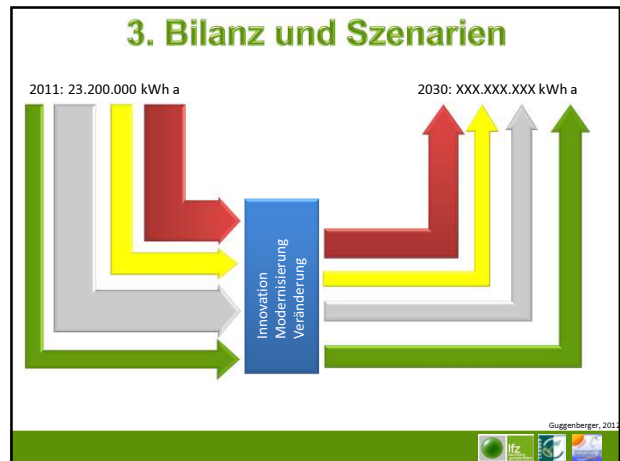 3. Bilanz und Szenarien
2011: 23.200.000 kWh a
2030: XXX.XXX.XXX kWh a
Innovation
Modernisierung
Veränderung
Guggenberger, 2012
lfz